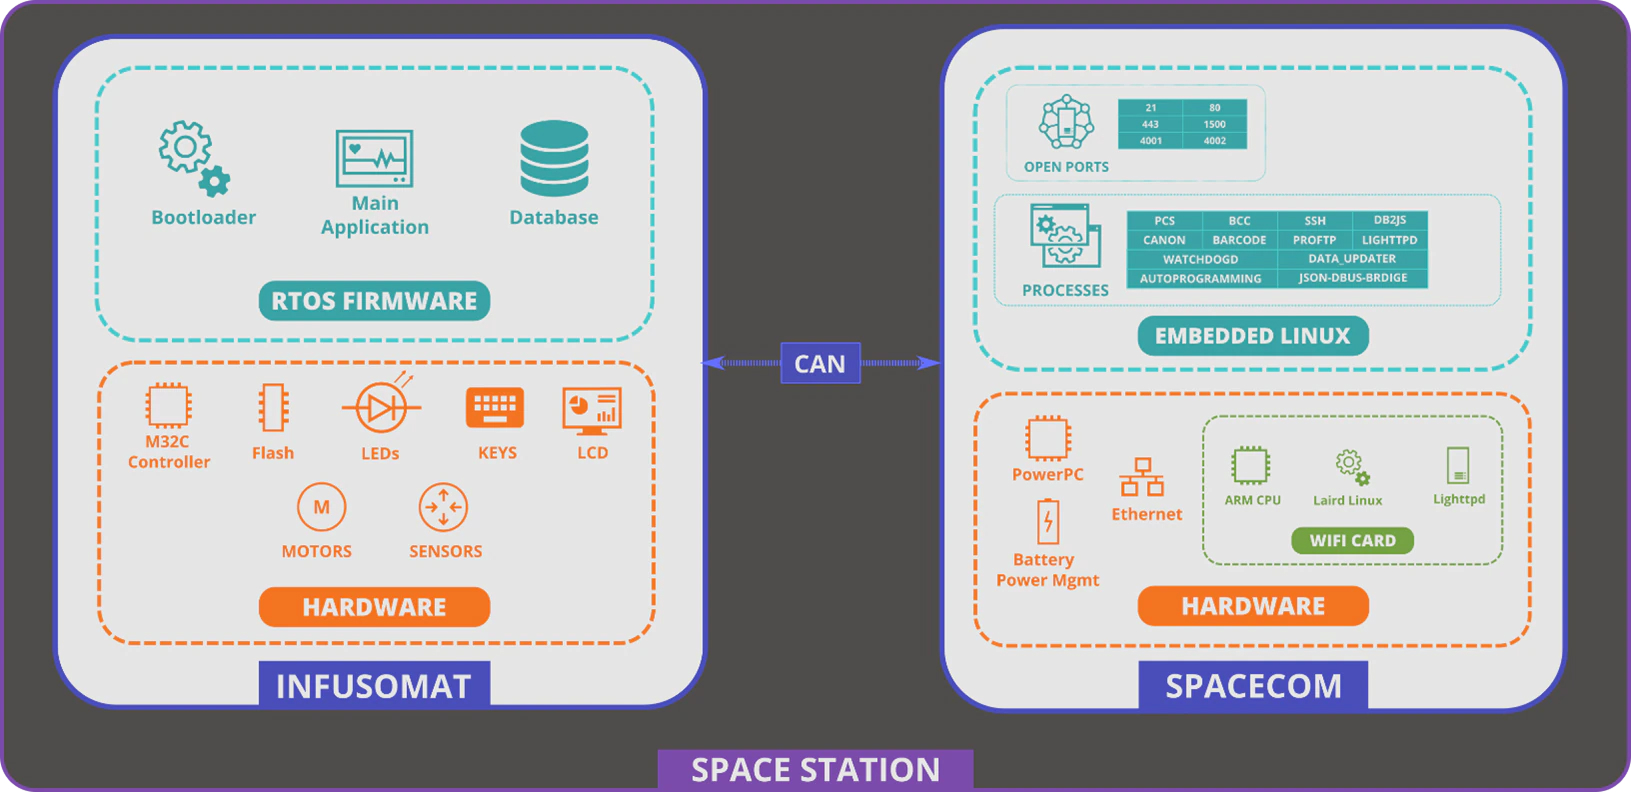 Bootloader
Main
Application
Database
RTOS FIRMWARE
M32C
Controller
Flash
LEDs
KEYS
LCD
M
MOTORS
SENSORS
HARDWARE
INFUSOMAT
CAN
OPEN PORTS
21 80
443 1500
4001 4002
PROCESSES
PCS BCC SSH DB2JS
CANON BARCODE PROFTP LIGHTTPD
WATCHDOGD DATA_UPDATER
AUTOPROGRAMMING JSON-DBUS-BRDIGE
EMBEDDED LINUX
PowerPC
Ethernet
Battery
Power Mgmt
ARM CPU
Laird Linux
Lighttpd
WIFI CARD
HARDWARE
SPACECOM
SPACE STATION